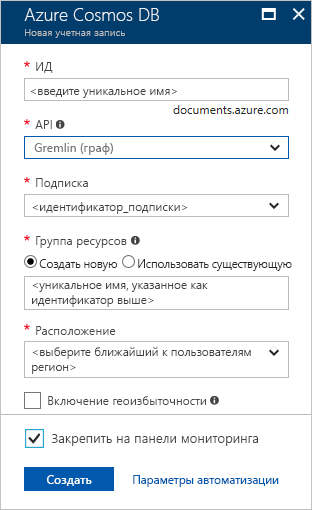 Azure Cosmos DB
Новая учетная запись
* ИД
<введите уникальное имя>
documents.azure.com
* API
Gremlin (граф)
* Подписка
<идентификатор_подписки>
* Группа ресурсов
Создать новую Использовать существующую
<уникальное имя, указанное как
идентификатор выше>
* Расположение
<выберите ближайший к пользователям
регион>
Включение геоизбыточности
Закрепить на панели мониторинга
Создать Параметры автоматизации